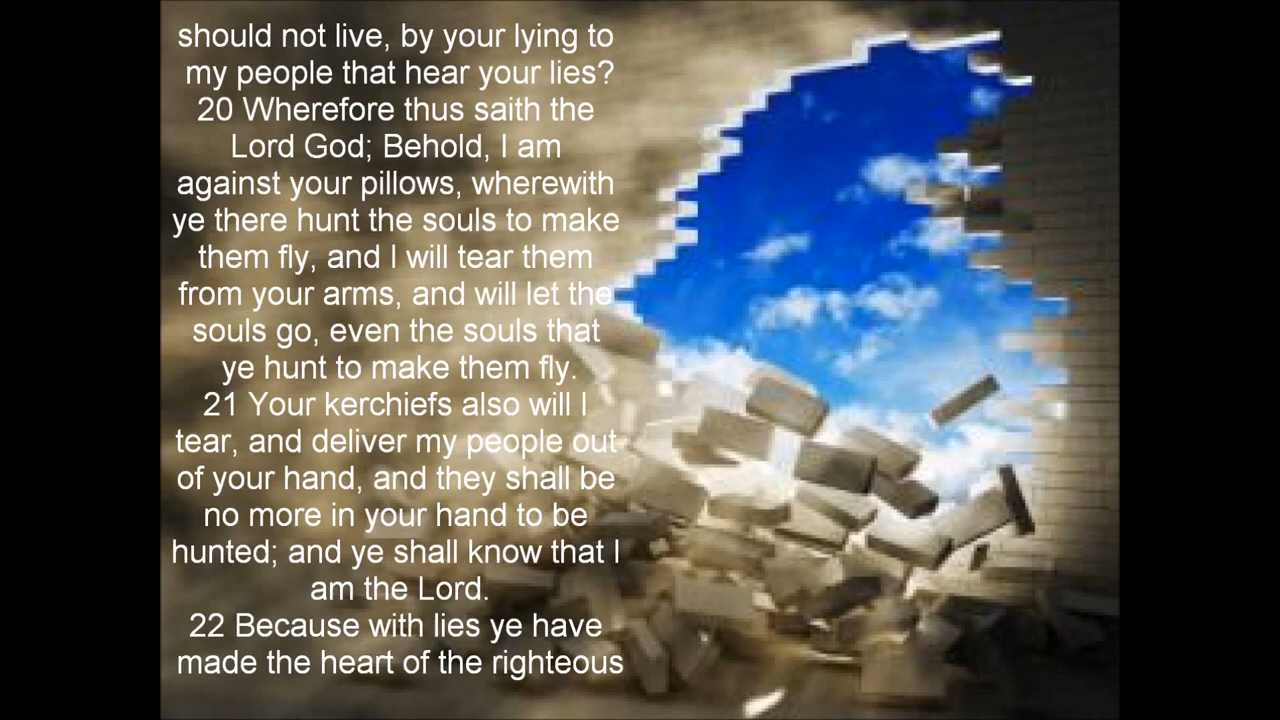 should not live, by your lying to
my people that hear your lies?
20 Wherefore thus saith the
Lord God; Behold, I am
against your pillows, wherewith
ye there hunt the souls to make
them fly, and I will tear them
from your arms, and will let the
souls go, even the souls that
ye hunt to make them fly.
21 Your kerchiefs also will I
tear, and deliver my people out
of your hand, and they shall be
no more in your hand to be
hunted; and ye shall know that I
am the Lord.
22 Because with lies ye have
made the heart of the righteous